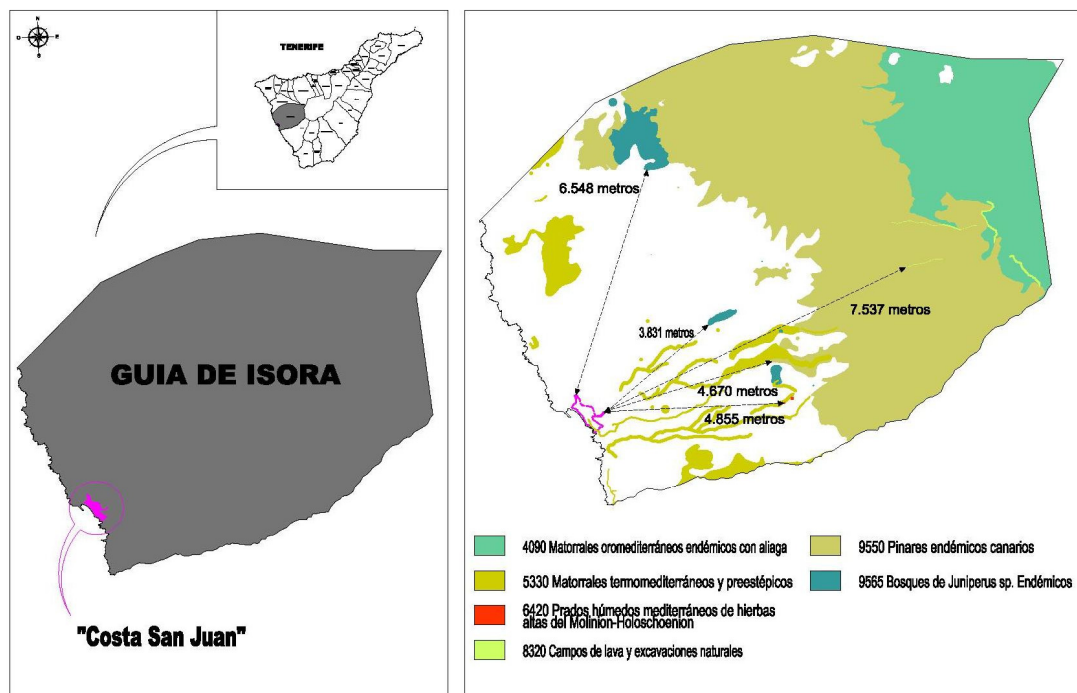 N
O
E
S
TENERIFE
GUIA DE ISORA
"Costa San Juan"
6.548 metros
7.537 metros
3.831 metros
4.670 metros
4.855 metros
4090 Matorrales oromediterráneos endémicos con aliaga
5330 Matorrales termomediterráneos y preestépicos
6420 Prados húmedos mediterráneos de hierbas
altas del Molinion-Holoschoenion
8320 Campos de lava y excavaciones naturales
9550 Pinares endémicos canarios
9565 Bosques de Juniperus sp. Endémicos